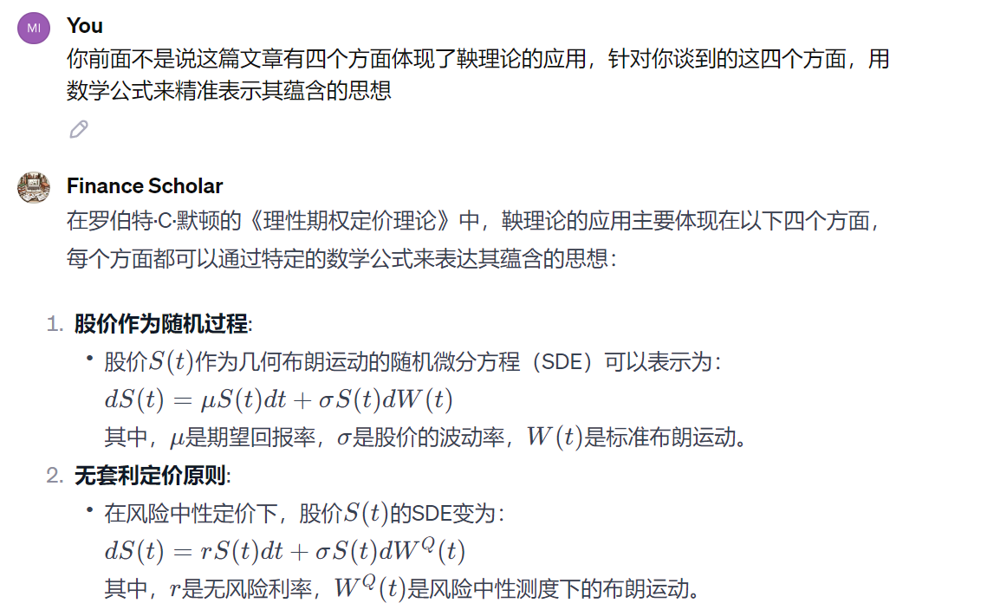 MI
You
你前面不是说这篇文章有四个方面体现了鞅理论的应用，针对你谈到的这四个方面，用
数学公式来精准表示其蕴含的思想
Finance Scholar
在罗伯特·C·默顿的《理性期权定价理论》中，鞅理论的应用主要体现在以下四个方面，
每个方面都可以通过特定的数学公式来表达其蕴含的思想：
1. 股价作为随机过程:
• 股价S(t)作为几何布朗运动的随机微分方程（SDE）可以表示为：
dS(t) = μS(t)dt + σS(t)dW(t)
其中，μ是期望回报率，σ是股价的波动率，W(t)是标准布朗运动。
2. 无套利定价原则:
• 在风险中性定价下，股价S(t)的SDE变为：
dS(t) = rS(t)dt + σS(t)dW^Q(t)
其中，r是无风险利率，W^Q(t)是风险中性测度下的布朗运动。